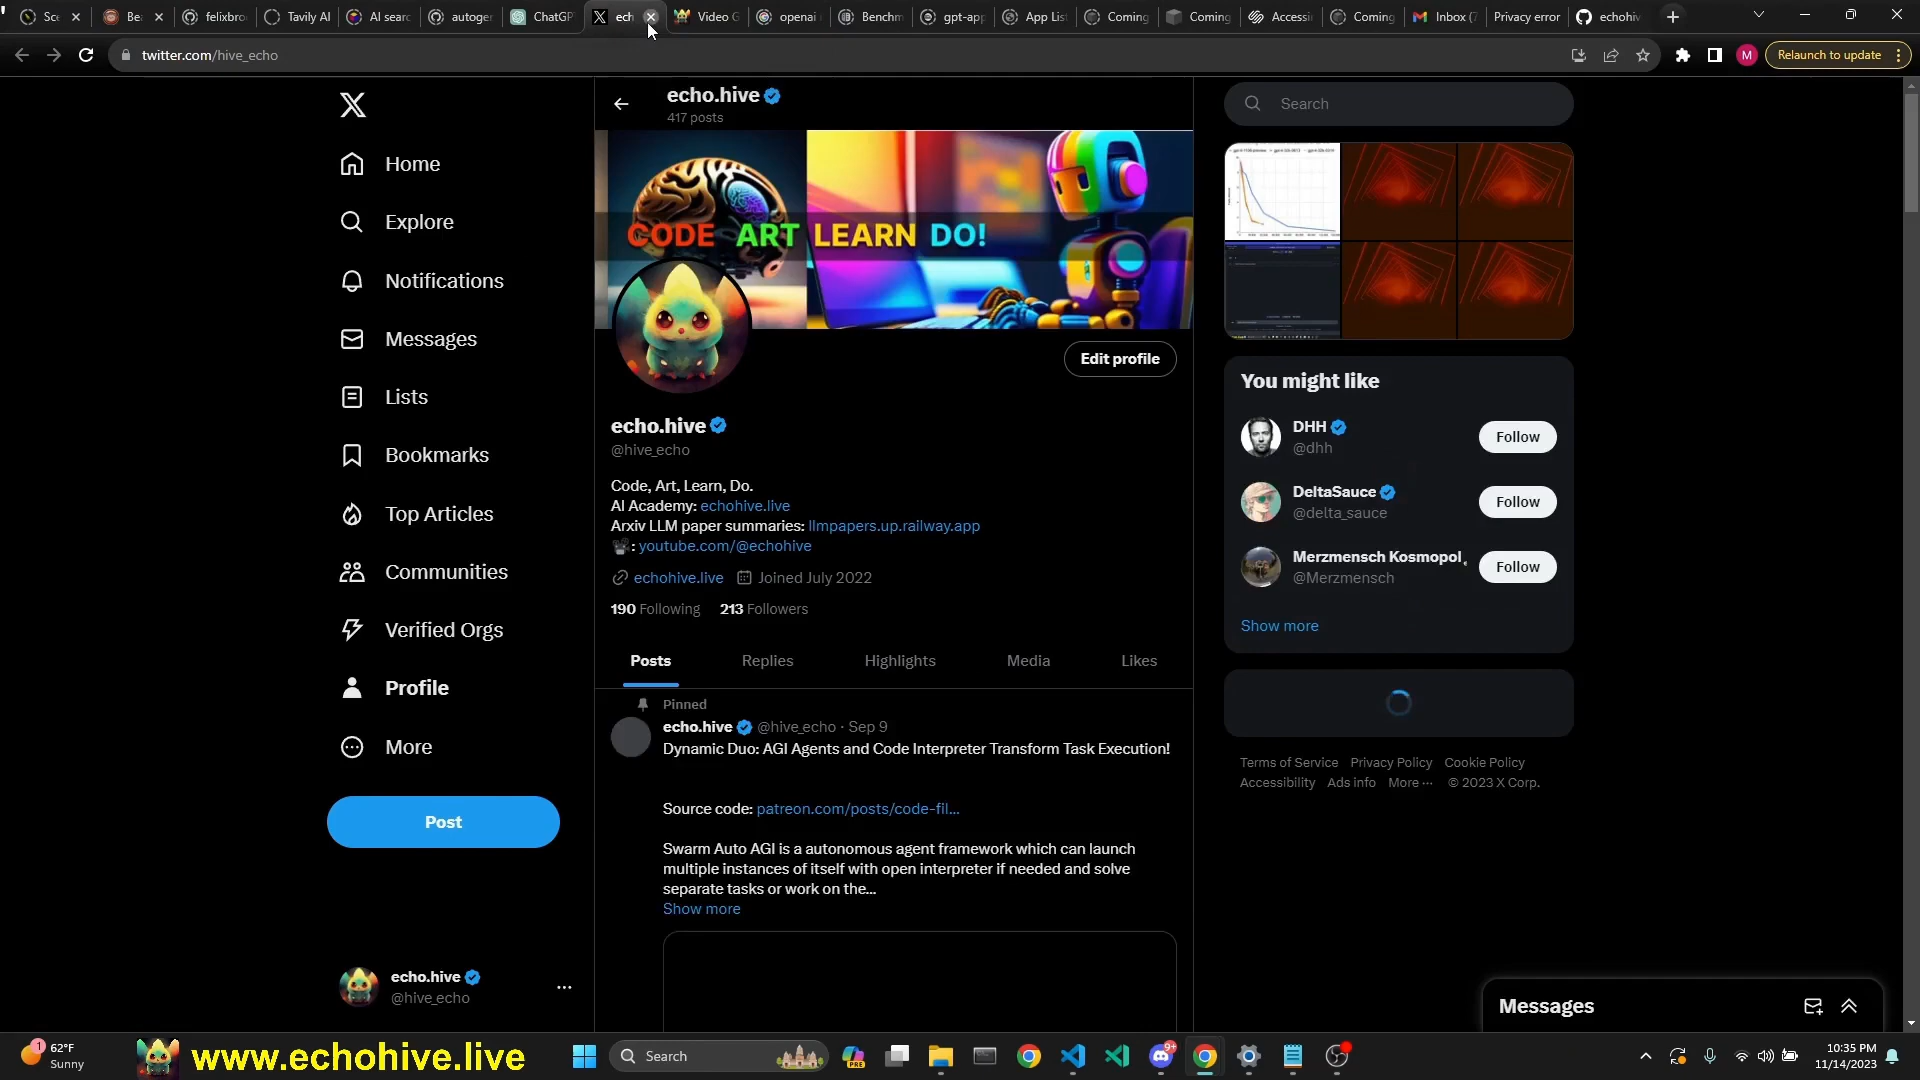 Sce
Be
felixbro
Tavily AI
AI searc
autoger
ChatGP
ech
Video G
openai
Benchm
gpt-app
App Lis
Coming
Coming
Accessi
Coming
Inbox (7
Privacy error
echohiv
twitter.com/hive_echo
Relaunch to update
M
echo.hive
417 posts
Search
CODE ART LEARN DO!
Home
Explore
Notifications
Messages
Lists
Bookmarks
Top Articles
Communities
Verified Orgs
Profile
More
Post
Edit profile
echo.hive
@hive_echo
Code, Art, Learn, Do.
AI Academy: echohive.live
Arxiv LLM paper summaries: llmpapers.up.railway.app
: youtube.com/@echohive
echohive.live Joined July 2022
190 Following 213 Followers
Posts Replies Highlights Media Likes
Pinned
echo.hive @hive_echo · Sep 9
Dynamic Duo: AGI Agents and Code Interpreter Transform Task Execution!
Source code: patreon.com/posts/code-fil...
Swarm Auto AGI is a autonomous agent framework which can launch
multiple instances of itself with open interpreter if needed and solve
separate tasks or work on the...
Show more
You might like
DHH
@dhh
Follow
DeltaSauce
@delta_sauce
Follow
Merzmensch Kosmopol
@Merzmensch
Follow
Show more
Terms of Service Privacy Policy Cookie Policy
Accessibility Ads info More ··· © 2023 X Corp.
echo.hive
@hive_echo
Messages
1
62°F
Sunny
www.echohive.live
Search
PRE
9+
10:35 PM
11/14/2023